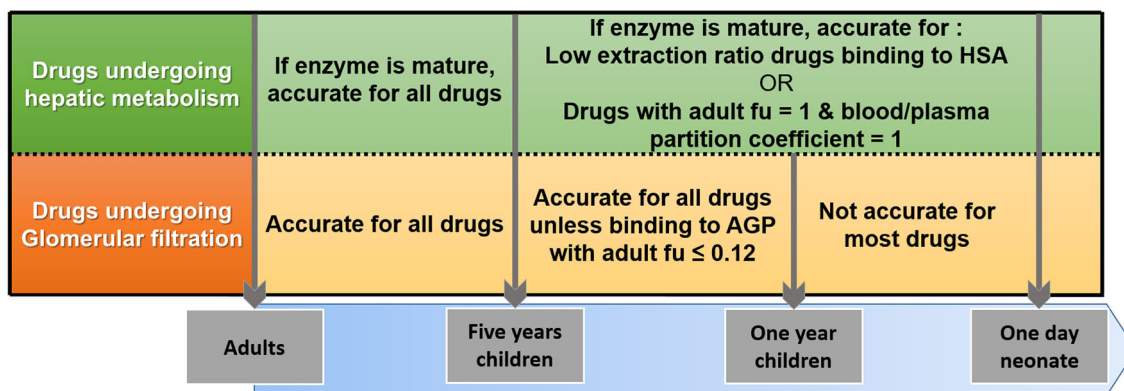 Drugs undergoing
hepatic metabolism
If enzyme is mature,
accurate for all drugs
If enzyme is mature, accurate for :
Low extraction ratio drugs binding to HSA
OR
Drugs with adult fu = 1 & blood/plasma
partition coefficient = 1
Drugs undergoing
Glomerular filtration
Accurate for all drugs
Accurate for all drugs
unless binding to AGP
with adult fu ≤ 0.12
Not accurate for
most drugs
Adults
Five years
children
One year
children
One day
neonate